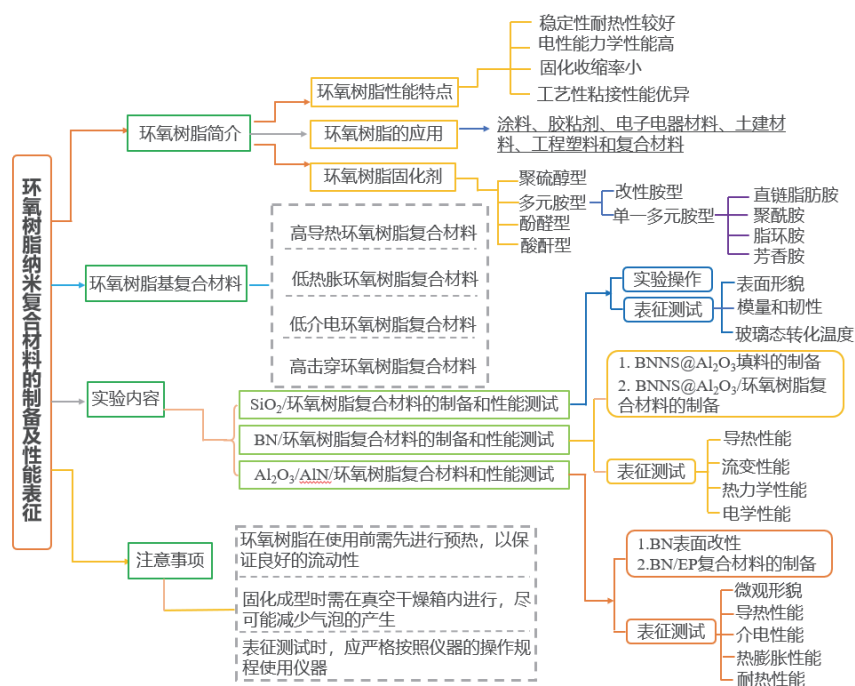 环氧树脂纳米复合材料的制备及性能表征
环氧树脂简介
环氧树脂性能特点
稳定性耐热性较好
电性能力学性能高
固化收缩率小
工艺性粘接性能优异
环氧树脂的应用
涂料、胶粘剂、电子电器材料、土建材
料、工程塑料和复合材料
环氧树脂固化剂
聚硫醇型
多元胺型
酚醛型
酸酐型
改性胺型
单一多元胺型
直链脂肪胺
聚酰胺
脂环胺
芳香胺
环氧树脂基复合材料
高导热环氧树脂复合材料
低热胀环氧树脂复合材料
低介电环氧树脂复合材料
高击穿环氧树脂复合材料
实验内容
SiO₂/环氧树脂复合材料的制备和性能测试
BN/环氧树脂复合材料的制备和性能测试
Al₂O₃/AlN/环氧树脂复合材料和性能测试
实验操作
表征测试
表面形貌
模量和韧性
玻璃态转化温度
1. BNNS@Al₂O₃填料的制备
2. BNNS@Al₂O₃/环氧树脂复
合材料的制备
表征测试
导热性能
流变性能
热力学性能
电学性能
1.BN表面改性
2.BN/EP复合材料的制备
表征测试
微观形貌
导热性能
介电性能
热膨胀性能
耐热性能
注意事项
环氧树脂在使用前需先进行预热，以保
证良好的流动性
固化成型时需在真空干燥箱内进行，尽
可能减少气泡的产生
表征测试时，应严格按照仪器的操作规
程使用仪器